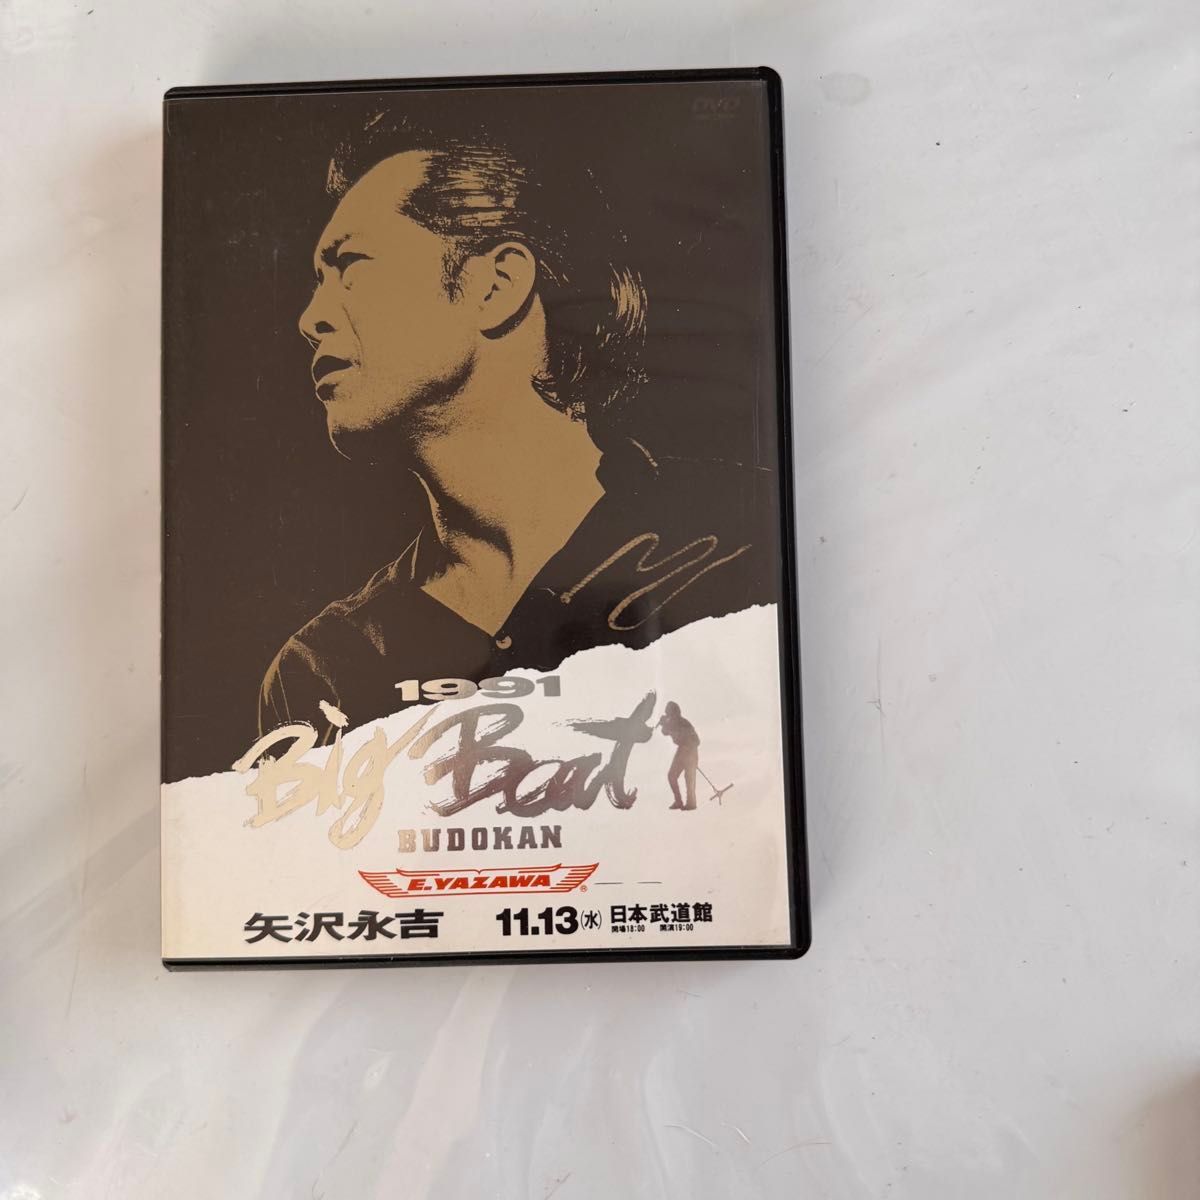 DVD
1991
Big Beat
BUDOKAN
E.YAZAWA®
矢沢永吉 11.13(水) 日本武道館
開場18:00 開演19:00